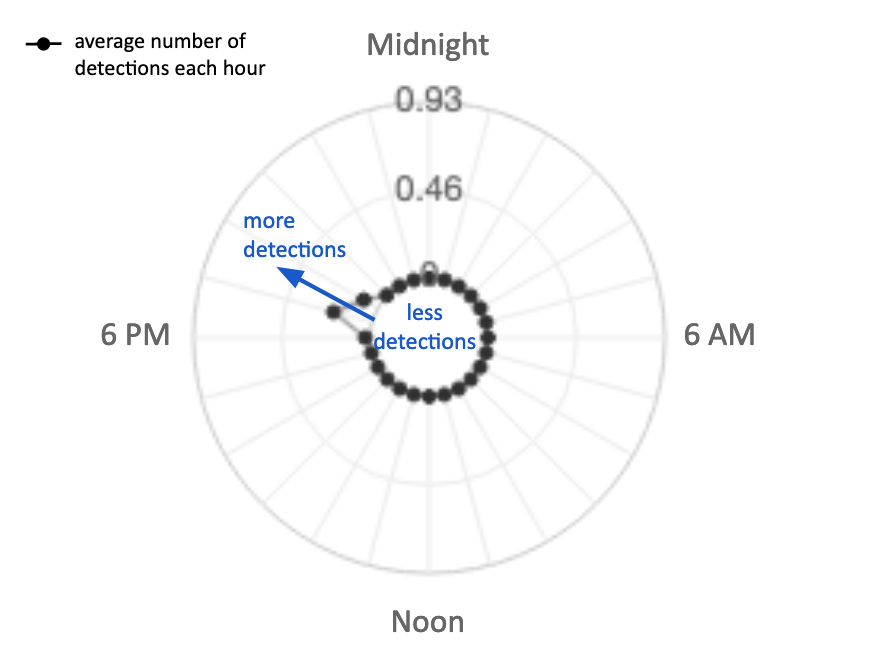 average number of
detections each hour
Midnight
0.93
0.46
more
detections
0
less
detections
6 PM
6 AM
Noon